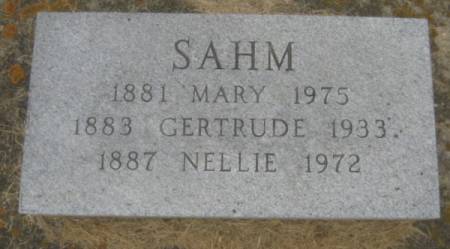 SAHM
1881 MARY 1975
1883 GERTRUDE 1933
1887 NELLIE 1972